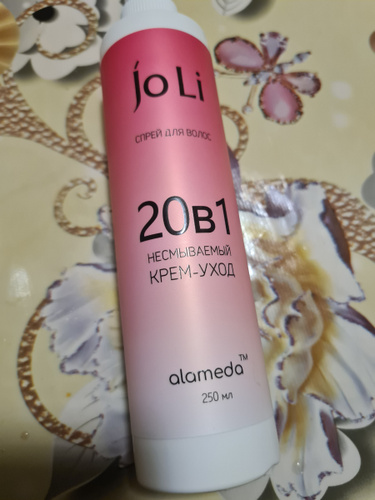 Jo Li
СПРЕЙ ДЛЯ ВОЛОС
20в1
НЕСМЫВАЕМЫЙ
КРЕМ-УХОД
alameda™
250 мл